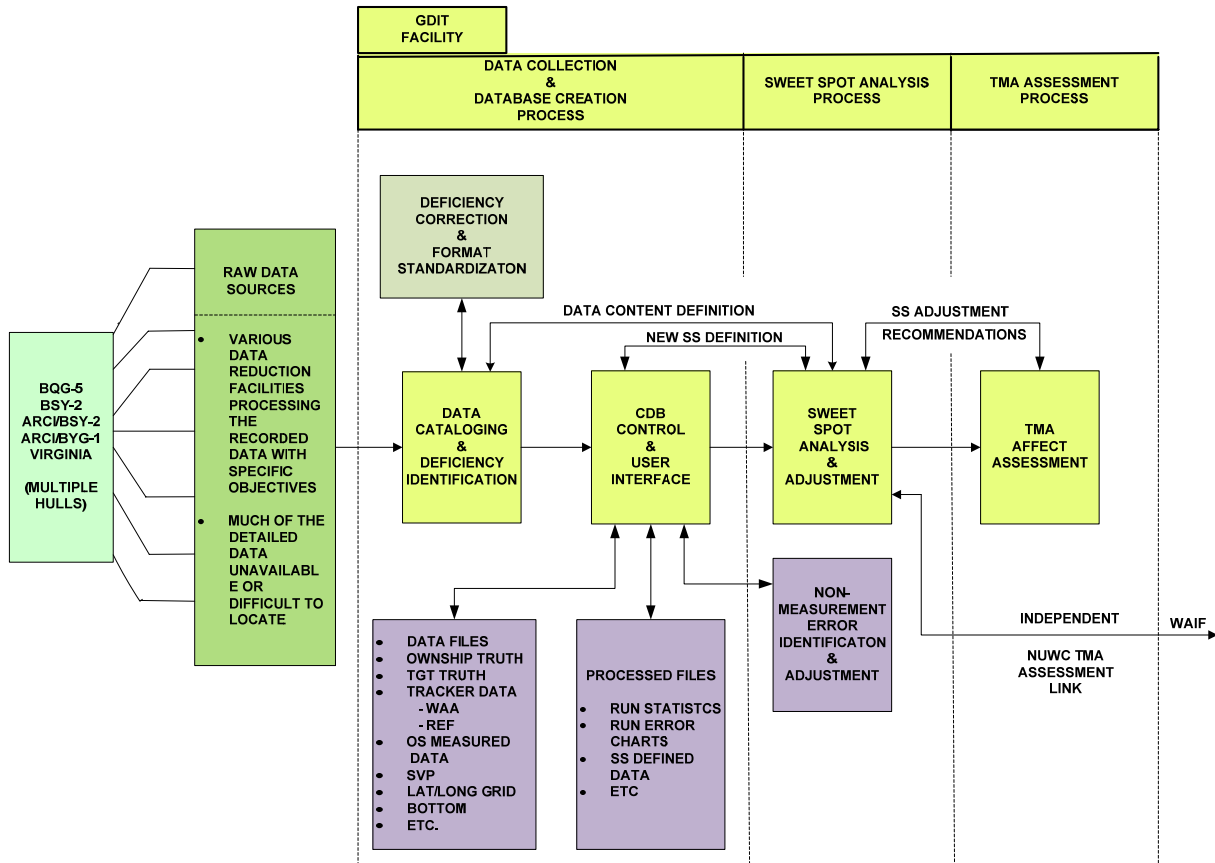 GDIT
FACILITY
DATA COLLECTION
&
DATABASE CREATION
PROCESS
SWEET SPOT ANALYSIS
PROCESS
TMA ASSESSMENT
PROCESS
DEFICIENCY
CORRECTION
&
FORMAT
STANDARDIZATON
RAW DATA
SOURCES
• VARIOUS
DATA
REDUCTION
FACILITIES
PROCESSING
THE
RECORDED
DATA WITH
SPECIFIC
OBJECTIVES
• MUCH OF THE
DETAILED
DATA
UNAVAILABL
E OR
DIFFICULT TO
LOCATE
BQG-5
BSY-2
ARCI/BSY-2
ARCI/BYG-1
VIRGINIA
(MULTIPLE
HULLS)
DATA CONTENT DEFINITION
NEW SS DEFINITION
SS ADJUSTMENT
RECOMMENDATIONS
DATA
CATALOGING
&
DEFICIENCY
IDENTIFICATION
CDB
CONTROL
&
USER
INTERFACE
SWEET
SPOT
ANALYSIS
&
ADJUSTMENT
TMA
AFFECT
ASSESSMENT
• DATA FILES
• OWNSHIP TRUTH
• TGT TRUTH
• TRACKER DATA
- WAA
- REF
• OS MEASURED
DATA
• SVP
• LAT/LONG GRID
• BOTTOM
• ETC.
PROCESSED FILES
• RUN STATISTCS
• RUN ERROR
CHARTS
• SS DEFINED
DATA
• ETC
NON-
MEASUREMENT
ERROR
IDENTIFICATON
&
ADJUSTMENT
INDEPENDENT
WAIF
NUWC TMA
ASSESSMENT
LINK